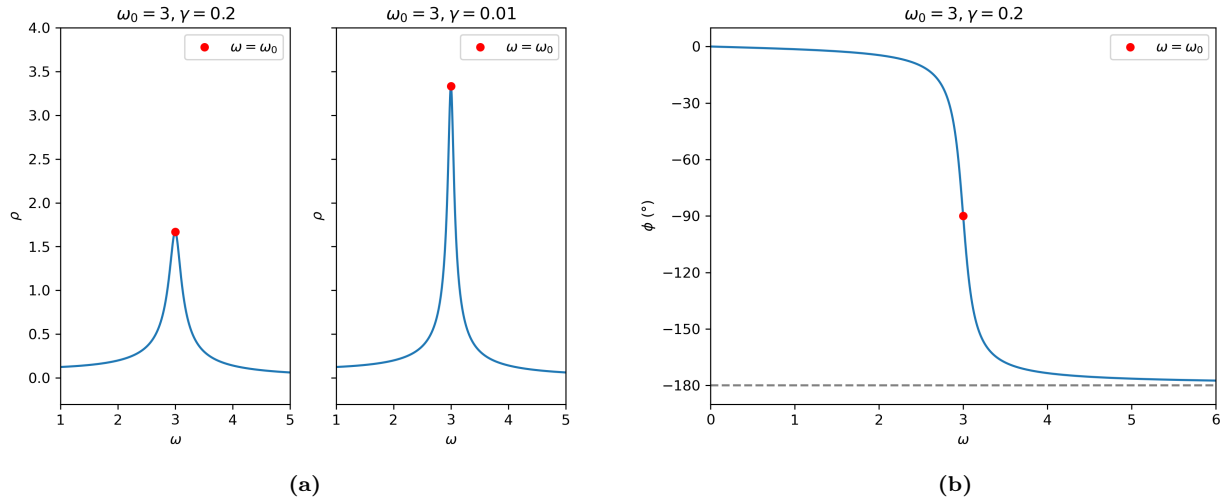 ω₀ = 3, γ = 0.2
4.0
3.5
3.0
2.5
2.0
1.5
1.0
0.5
0.0
ρ
1 2 3 4 5
ω
ω = ω₀
ω₀ = 3, γ = 0.01
ρ
1 2 3 4 5
ω
ω = ω₀
(a)
ω₀ = 3, γ = 0.2
0
−30
−60
−90
−120
−150
−180
ϕ (°)
0 1 2 3 4 5 6
ω
ω = ω₀
(b)